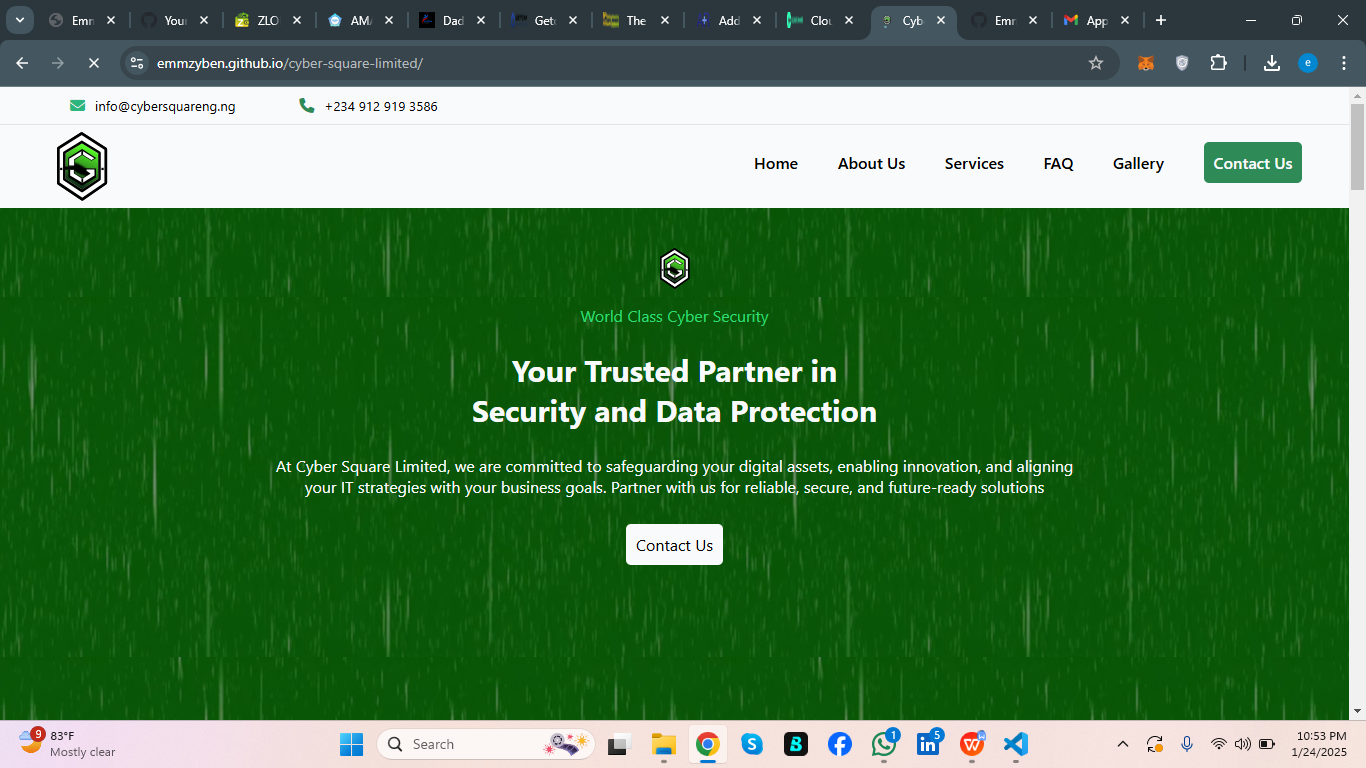 Emn
Your
ZLO
AMA
Dad
Get
The
Add
Clou
Cyb
Emn
App
emmzyben.github.io/cyber-square-limited/
e
info@cybersquareng.ng
+234 912 919 3586
Home
About Us
Services
FAQ
Gallery
Contact Us
World Class Cyber Security
Your Trusted Partner in
Security and Data Protection
At Cyber Square Limited, we are committed to safeguarding your digital assets, enabling innovation, and aligning
your IT strategies with your business goals. Partner with us for reliable, secure, and future-ready solutions
Contact Us
9
83°F
Mostly clear
Search
1
5
10:53 PM
1/24/2025